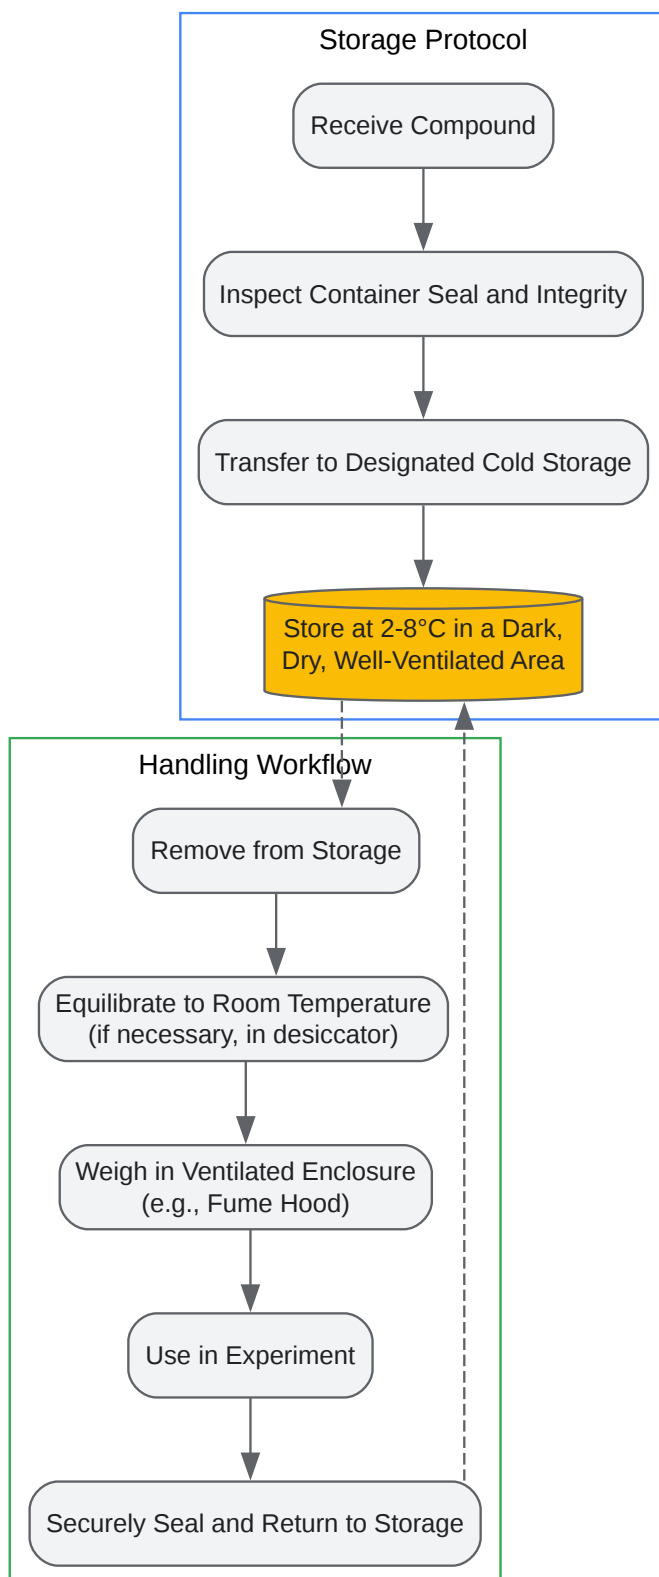 Storage Protocol
Receive Compound
Inspect Container Seal and Integrity
Transfer to Designated Cold Storage
Store at 2-8°C in a Dark,
Dry, Well-Ventilated Area
Handling Workflow
Remove from Storage
Equilibrate to Room Temperature
(if necessary, in desiccator)
Weigh in Ventilated Enclosure
(e.g., Fume Hood)
Use in Experiment
Securely Seal and Return to Storage